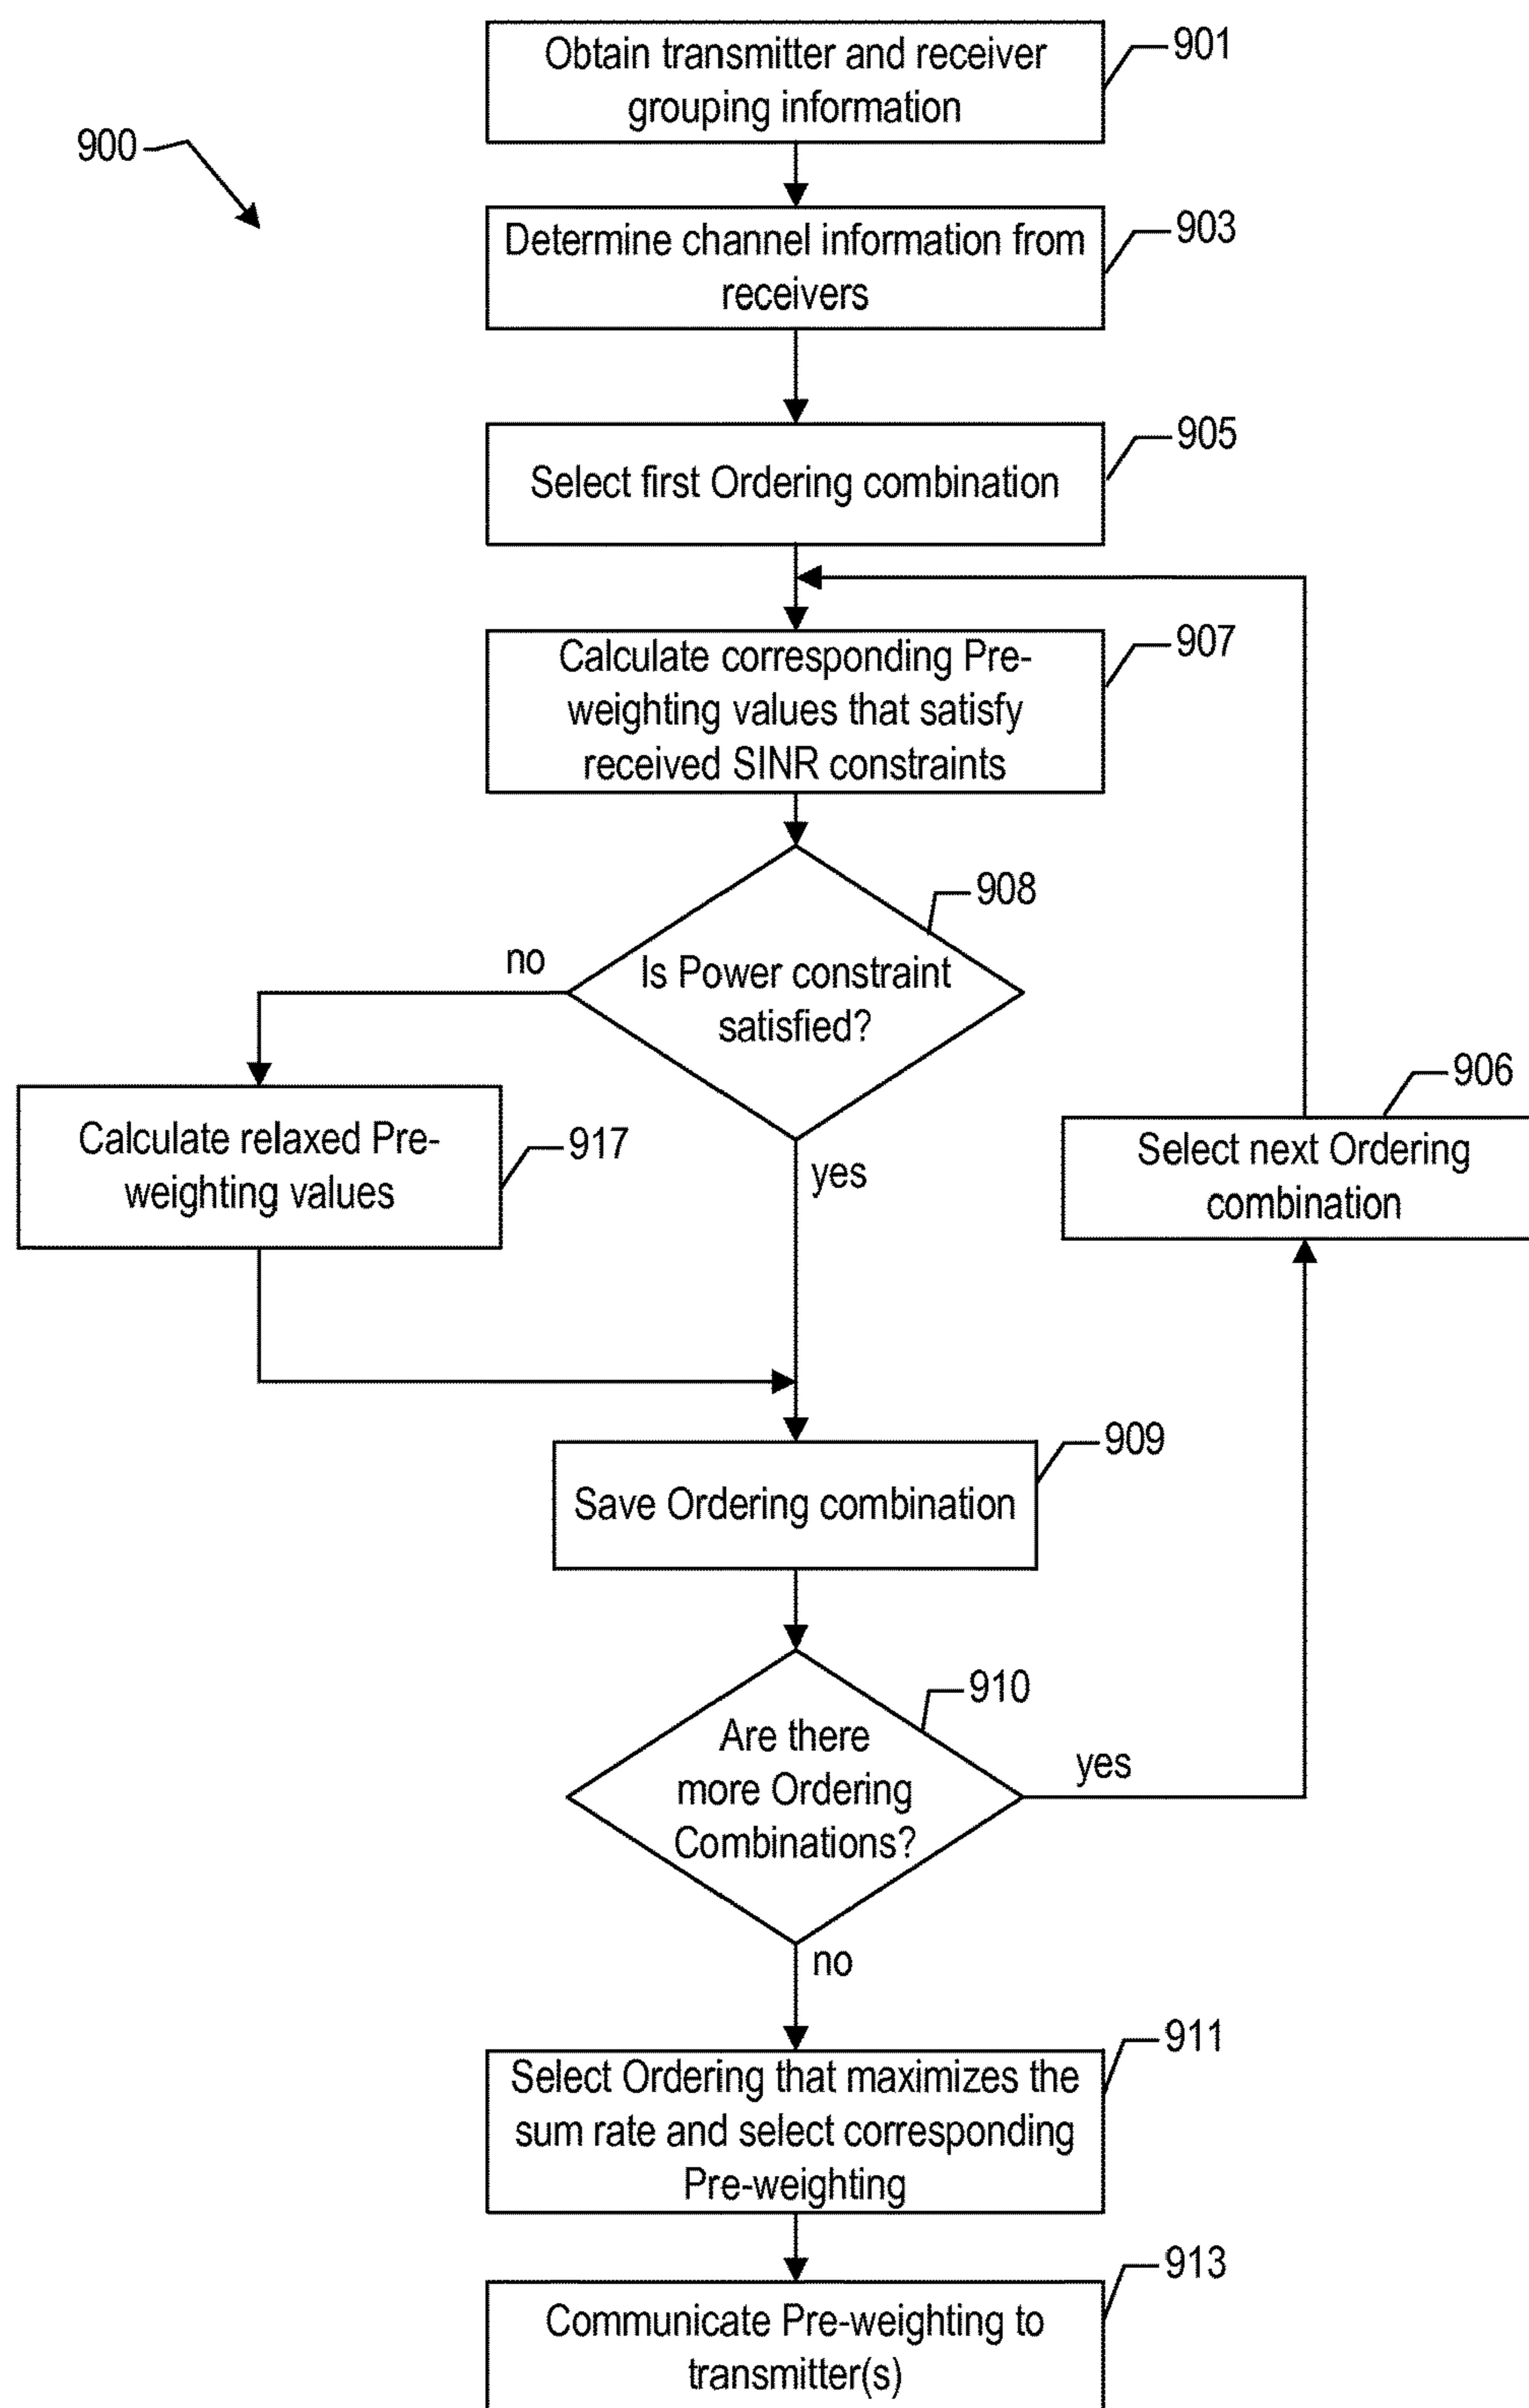 Obtain transmitter and receiver
grouping information
901
900
Determine channel information from
receivers
903
Select first Ordering combination
905
Calculate corresponding Pre-
weighting values that satisfy
received SINR constraints
907
Is Power constraint
satisfied?
908
no
yes
Calculate relaxed Pre-
weighting values
917
Select next Ordering
combination
906
Save Ordering combination
909
Are there
more Ordering
Combinations?
910
yes
no
Select Ordering that maximizes the
sum rate and select corresponding
Pre-weighting
911
Communicate Pre-weighting to
transmitter(s)
913